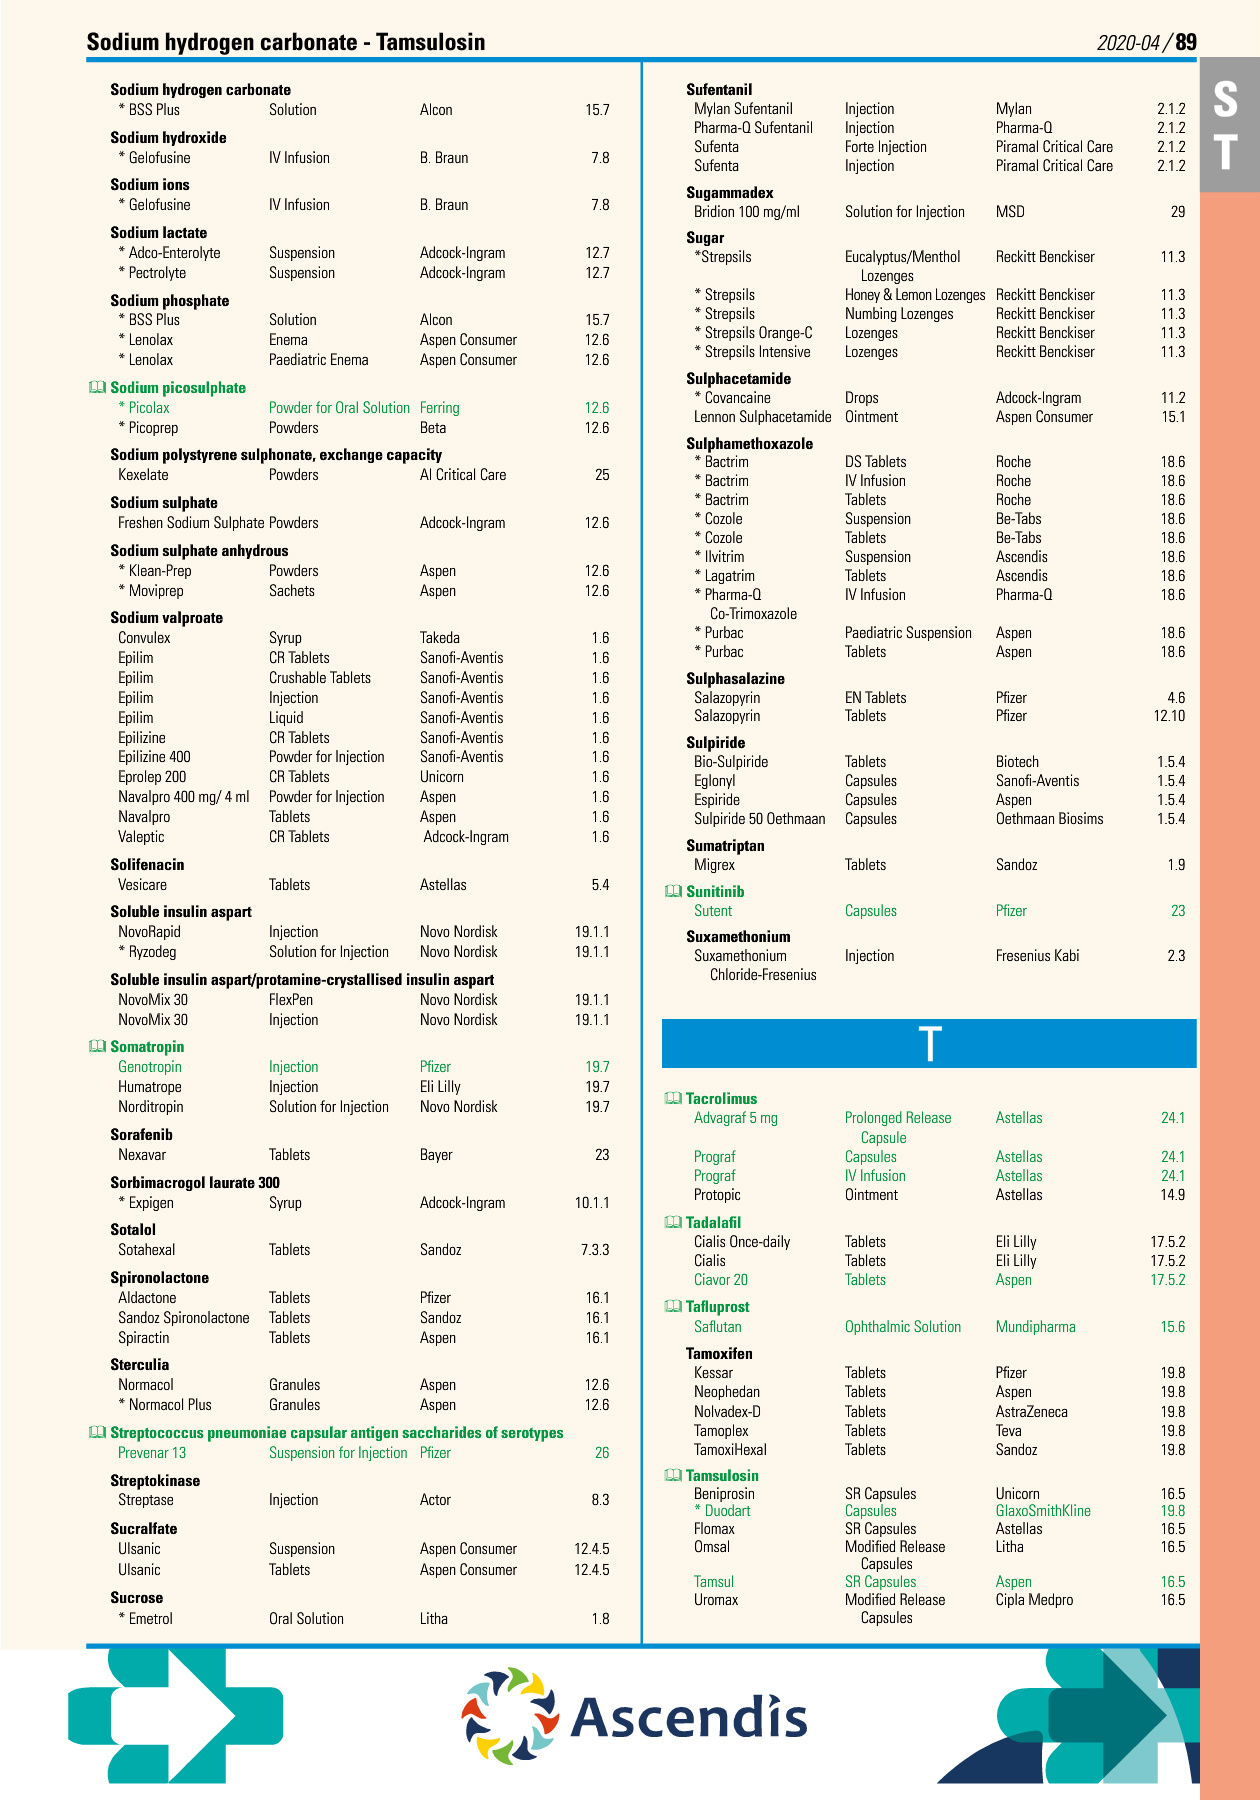 Sodium hydrogen carbonate - Tamsulosin
2020-04 / 89
Sodium hydrogen carbonate
* BSS Plus Solution Alcon 15.7
Sodium hydroxide
* Gelofusine IV Infusion B. Braun 7.8
Sodium ions
* Gelofusine IV Infusion B. Braun 7.8
Sodium lactate
* Adco-Enterolyte Suspension Adcock-Ingram 12.7
* Pectrolyte Suspension Adcock-Ingram 12.7
Sodium phosphate
* BSS Plus Solution Alcon 15.7
* Lenolax Enema Aspen Consumer 12.6
* Lenolax Paediatric Enema Aspen Consumer 12.6
Sodium picosulphate
* Picolax Powder for Oral Solution Ferring 12.6
* Picoprep Powders Beta 12.6
Sodium polystyrene sulphonate, exchange capacity
Kexelate Powders AI Critical Care 25
Sodium sulphate
Freshen Sodium Sulphate Powders Adcock-Ingram 12.6
Sodium sulphate anhydrous
* Klean-Prep Powders Aspen 12.6
* Moviprep Sachets Aspen 12.6
Sodium valproate
Convulex Syrup Takeda 1.6
Epilim CR Tablets Sanofi-Aventis 1.6
Epilim Crushable Tablets Sanofi-Aventis 1.6
Epilim Injection Sanofi-Aventis 1.6
Epilim Liquid Sanofi-Aventis 1.6
Epilizine CR Tablets Sanofi-Aventis 1.6
Epilizine 400 Powder for Injection Sanofi-Aventis 1.6
Eprolep 200 CR Tablets Unicorn 1.6
Navalpro 400 mg/ 4 ml Powder for Injection Aspen 1.6
Navalpro Tablets Aspen 1.6
Valeptic CR Tablets Adcock-Ingram 1.6
Solifenacin
Vesicare Tablets Astellas 5.4
Soluble insulin aspart
NovoRapid Injection Novo Nordisk 19.1.1
* Ryzodeg Solution for Injection Novo Nordisk 19.1.1
Soluble insulin aspart/protamine-crystallised insulin aspart
NovoMix 30 FlexPen Novo Nordisk 19.1.1
NovoMix 30 Injection Novo Nordisk 19.1.1
Somatropin
Genotropin Injection Pfizer 19.7
Humatrope Injection Eli Lilly 19.7
Norditropin Solution for Injection Novo Nordisk 19.7
Sorafenib
Nexavar Tablets Bayer 23
Sorbimacrogol laurate 300
* Expigen Syrup Adcock-Ingram 10.1.1
Sotalol
Sotahexal Tablets Sandoz 7.3.3
Spironolactone
Aldactone Tablets Pfizer 16.1
Sandoz Spironolactone Tablets Sandoz 16.1
Spiractin Tablets Aspen 16.1
Sterculia
Normacol Granules Aspen 12.6
* Normacol Plus Granules Aspen 12.6
Streptococcus pneumoniae capsular antigen saccharides of serotypes
Prevenar 13 Suspension for Injection Pfizer 26
Streptokinase
Streptase Injection Actor 8.3
Sucralfate
Ulsanic Suspension Aspen Consumer 12.4.5
Ulsanic Tablets Aspen Consumer 12.4.5
Sucrose
* Emetrol Oral Solution Litha 1.8
Sufentanil
Mylan Sufentanil Injection Mylan 2.1.2
Pharma-Q Sufentanil Injection Pharma-Q 2.1.2
Sufenta Forte Injection Piramal Critical Care 2.1.2
Sufenta Injection Piramal Critical Care 2.1.2
Sugammadex
Bridion 100 mg/ml Solution for Injection MSD 29
Sugar
*Strepsils Eucalyptus/Menthol Reckitt Benckiser 11.3
Lozenges
* Strepsils Honey & Lemon Lozenges Reckitt Benckiser 11.3
* Strepsils Numbing Lozenges Reckitt Benckiser 11.3
* Strepsils Orange-C Lozenges Reckitt Benckiser 11.3
* Strepsils Intensive Lozenges Reckitt Benckiser 11.3
Sulphacetamide
* Covancaine Drops Adcock-Ingram 11.2
Lennon Sulphacetamide Ointment Aspen Consumer 15.1
Sulphamethoxazole
* Bactrim DS Tablets Roche 18.6
* Bactrim IV Infusion Roche 18.6
* Bactrim Tablets Roche 18.6
* Cozole Suspension Be-Tabs 18.6
* Cozole Tablets Be-Tabs 18.6
* Ilvitrim Suspension Ascendis 18.6
* Lagatrim Tablets Ascendis 18.6
* Pharma-Q IV Infusion Pharma-Q 18.6
Co-Trimoxazole
* Purbac Paediatric Suspension Aspen 18.6
* Purbac Tablets Aspen 18.6
Sulphasalazine
Salazopyrin EN Tablets Pfizer 4.6
Salazopyrin Tablets Pfizer 12.10
Sulpiride
Bio-Sulpiride Tablets Biotech 1.5.4
Eglonyl Capsules Sanofi-Aventis 1.5.4
Espiride Capsules Aspen 1.5.4
Sulpiride 50 Oethmaan Capsules Oethmaan Biosims 1.5.4
Sumatriptan
Migrex Tablets Sandoz 1.9
Sunitinib
Sutent Capsules Pfizer 23
Suxamethonium
Suxamethonium Injection Fresenius Kabi 2.3
Chloride-Fresenius
T
Tacrolimus
Advagraf 5 mg Prolonged Release Astellas 24.1
Capsule
Prograf Capsules Astellas 24.1
Prograf IV Infusion Astellas 24.1
Protopic Ointment Astellas 14.9
Tadalafil
Cialis Once-daily Tablets Eli Lilly 17.5.2
Cialis Tablets Eli Lilly 17.5.2
Ciavor 20 Tablets Aspen 17.5.2
Tafluprost
Saflutan Ophthalmic Solution Mundipharma 15.6
Tamoxifen
Kessar Tablets Pfizer 19.8
Neophedan Tablets Aspen 19.8
Nolvadex-D Tablets AstraZeneca 19.8
Tamoplex Tablets Teva 19.8
TamoxiHexal Tablets Sandoz 19.8
Tamsulosin
Beniprosin SR Capsules Unicorn 16.5
* Duodart Capsules GlaxoSmithKline 19.8
Flomax SR Capsules Astellas 16.5
Omsal Modified Release Litha 16.5
Capsules
Tamsul SR Capsules Aspen 16.5
Uromax Modified Release Cipla Medpro 16.5
Capsules
S
T
Ascendis